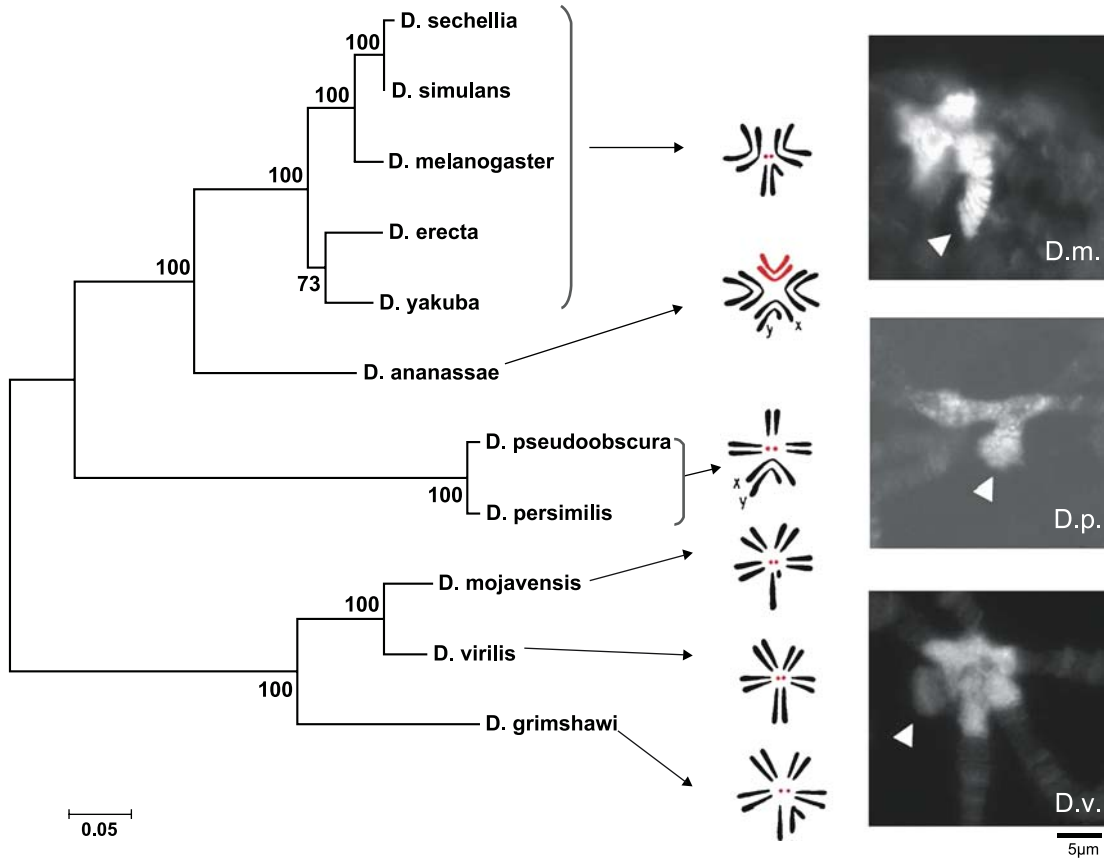 D. sechellia
100
D. simulans
100
D. melanogaster
100
D. erecta
73
D. yakuba
100
D. ananassae
y x
D. pseudoobscura
100
D. persimilis
x
y
D. mojavensis
100
D. virilis
100
D. grimshawi
0.05
D.m.
D.p.
D.v.
5µm